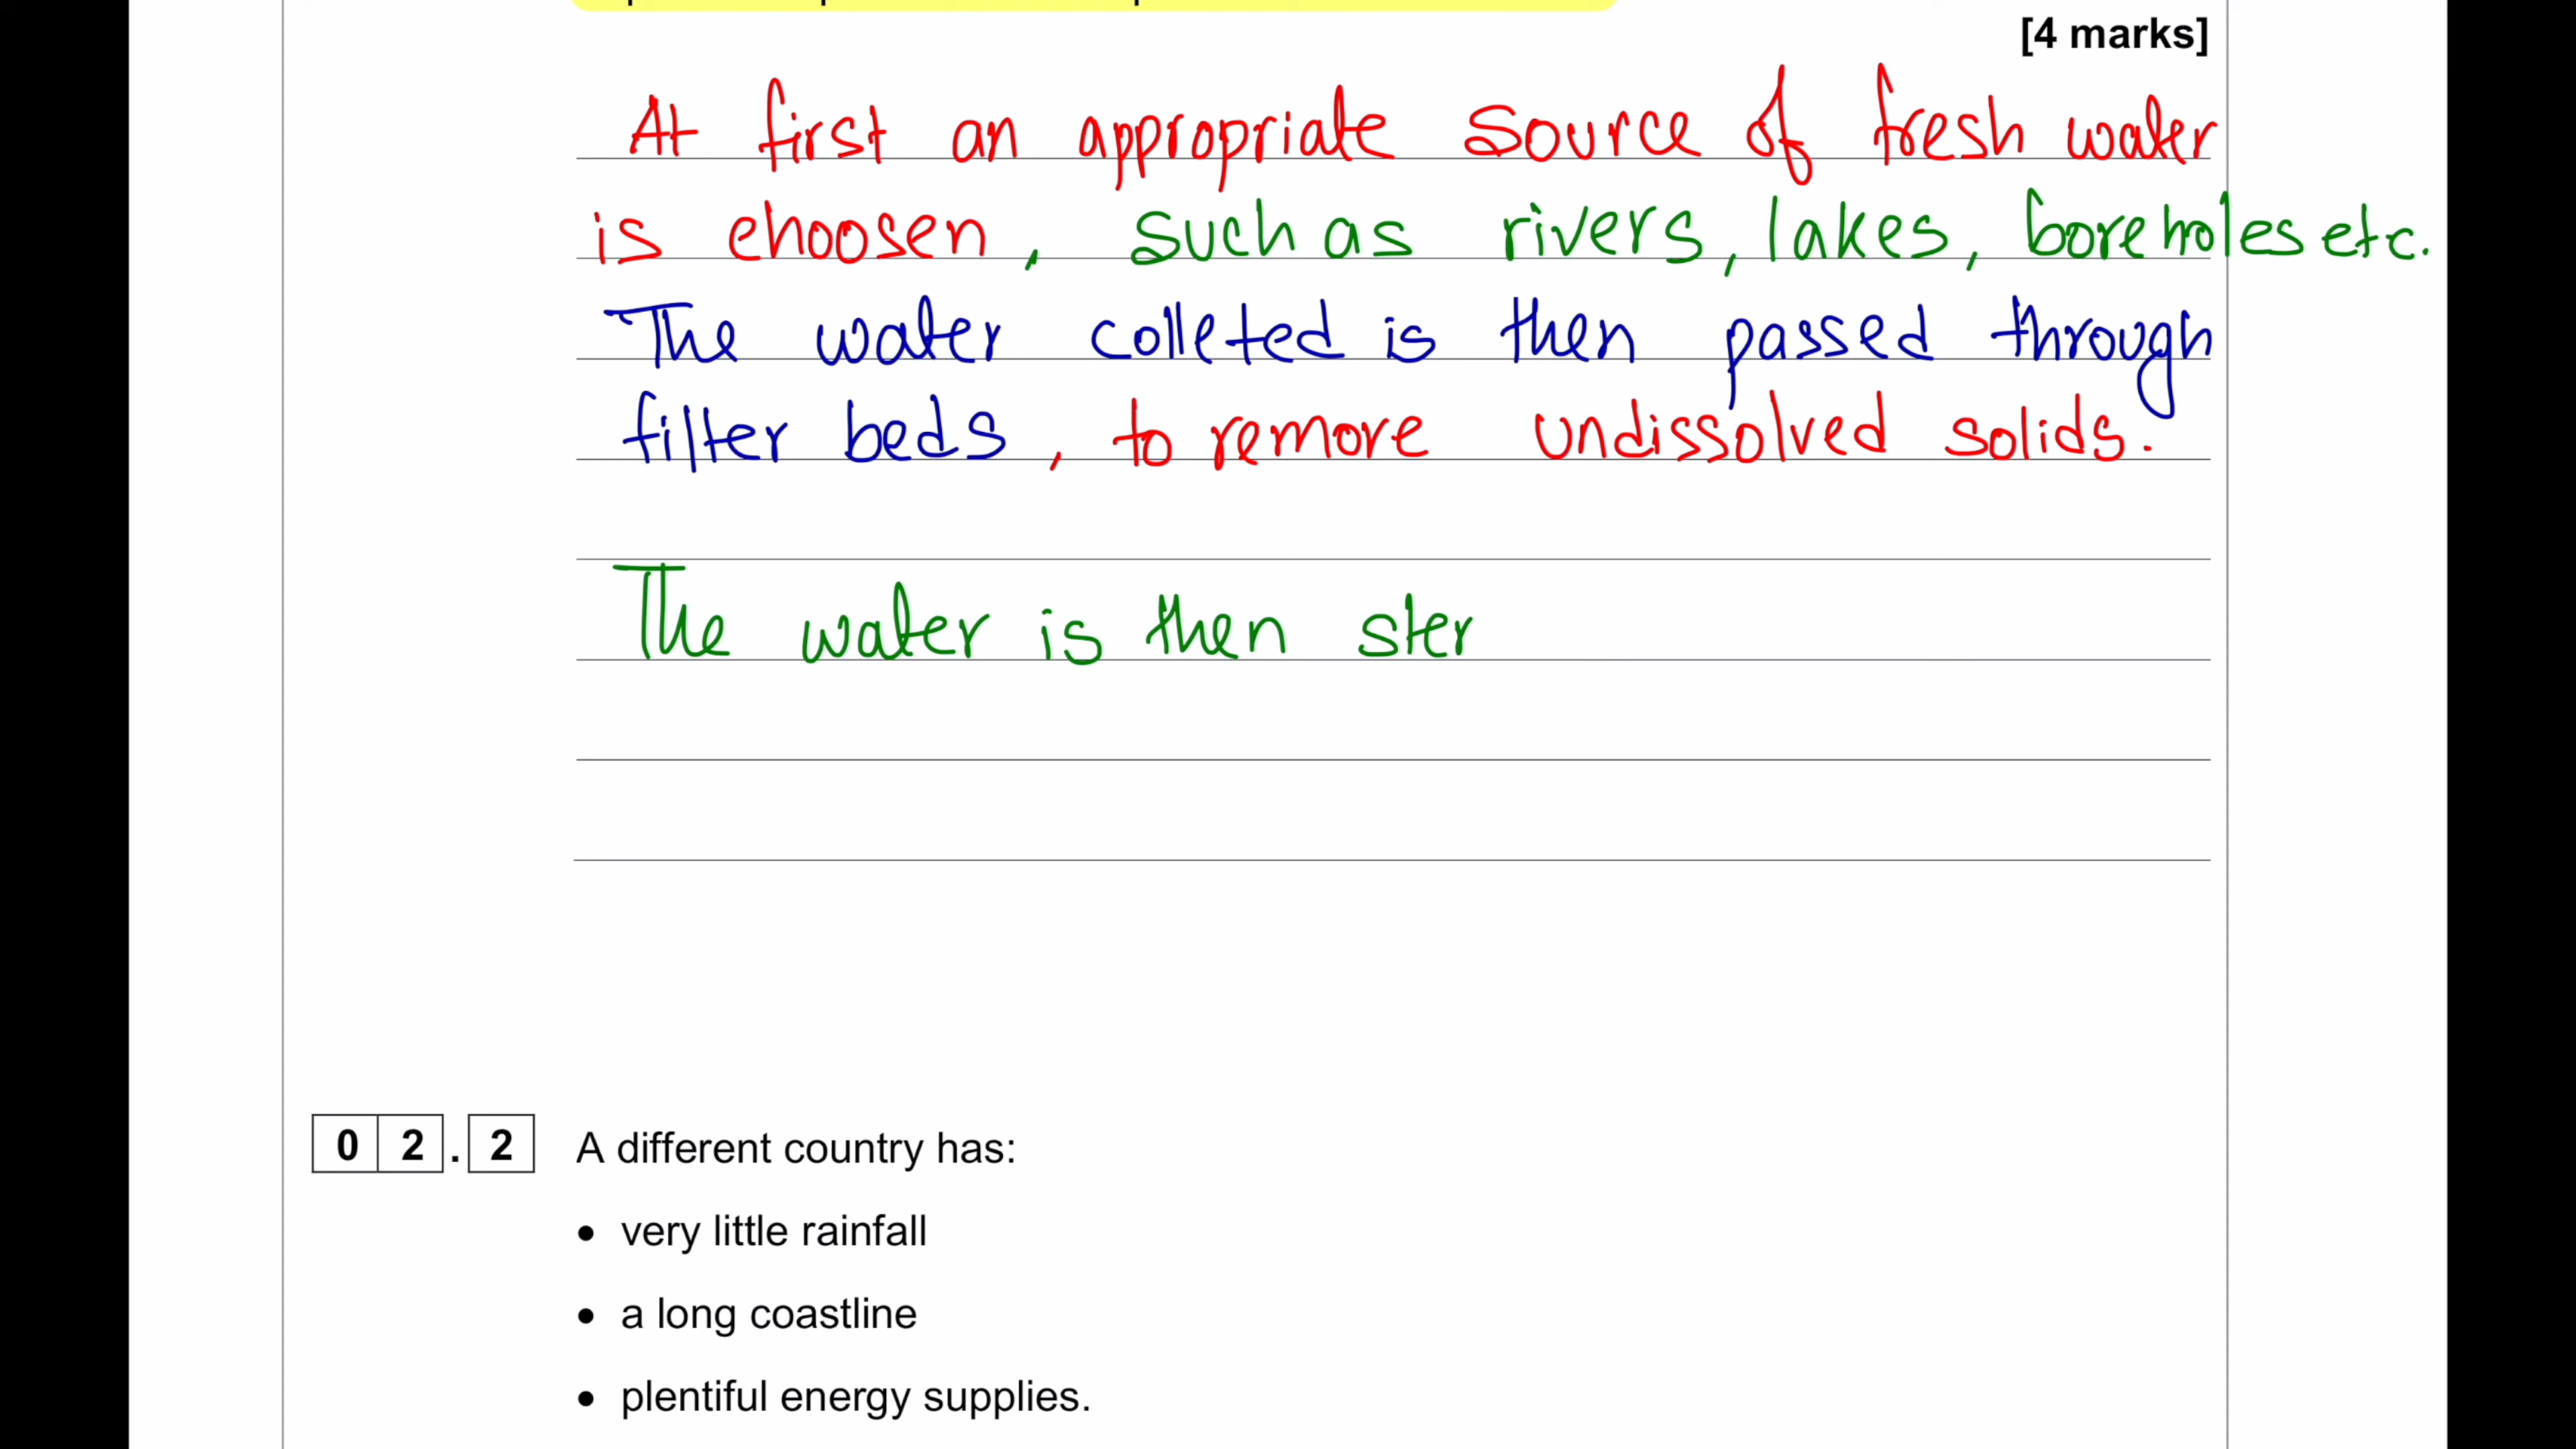 [4 marks]
At first an appropriate source of fresh water
is choosen, such as rivers, lakes, boreholes etc.
The water colleted is then passed through
filter beds, to remove undissolved solids.
The water is then ster
0 2 . 2 A different country has:
• very little rainfall
• a long coastline
• plentiful energy supplies.